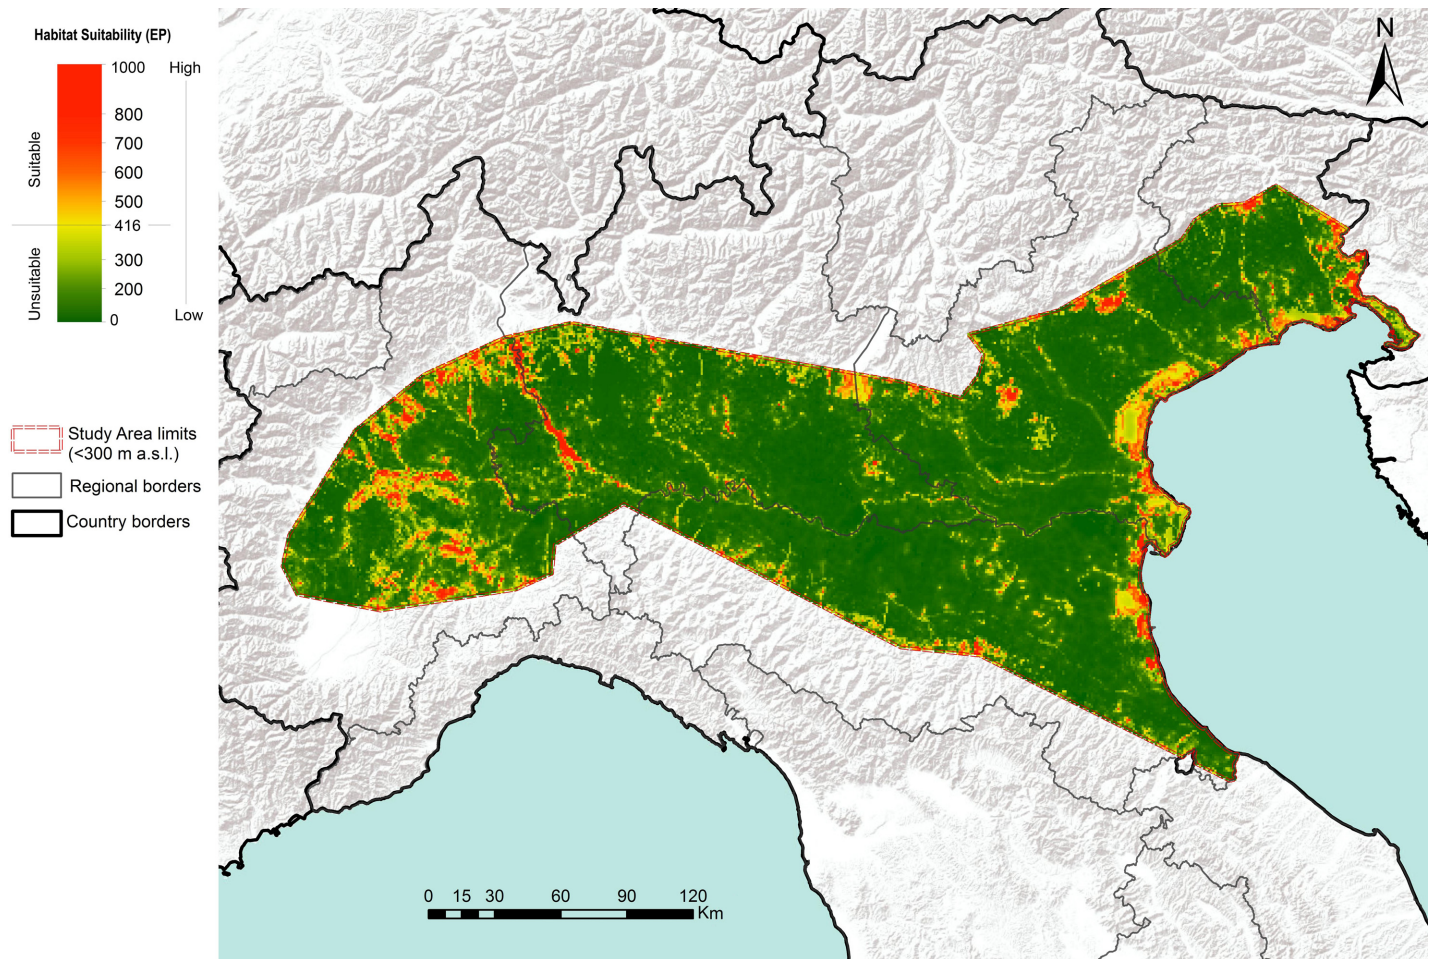 Habitat Suitability (EP)
1000 High
800
700
Suitable
600
500
416
Unsuitable
300
200
0 Low
Study Area limits
(<300 m a.s.l.)
Regional borders
Country borders
N
0 15 30 60 90 120
Km